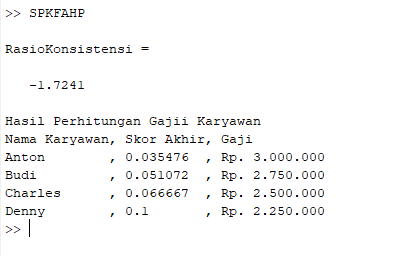 >> SPKFAHP
RasioKonsistensi =
-1.7241
Hasil Perhitungan Gajii Karyawan
Nama Karyawan, Skor Akhir, Gaji
Anton        , 0.035476  , Rp. 3.000.000
Budi         , 0.051072  , Rp. 2.750.000
Charles      , 0.066667  , Rp. 2.500.000
Denny        , 0.1       , Rp. 2.250.000
>>